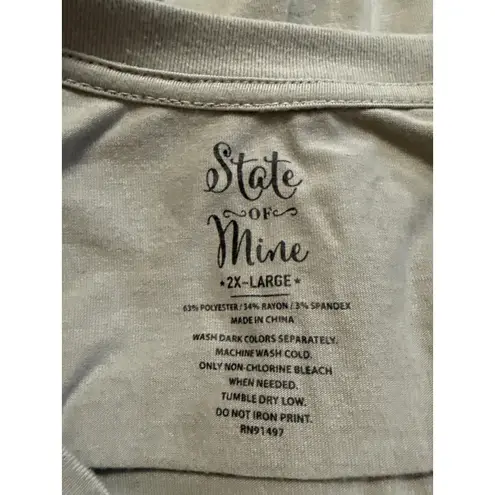 State
OF
Mine
•2X-LARGE★
63% POLYESTER/34% RAYON/3% SPANDEX
MADE IN CHINA
WASH DARK COLORS SEPARATELY.
MACHINE WASH COLD.
ONLY NON-CHLORINE BLEACH
WHEN NEEDED.
TUMBLE DRY LOW.
DO NOT IRON PRINT.
RN91497